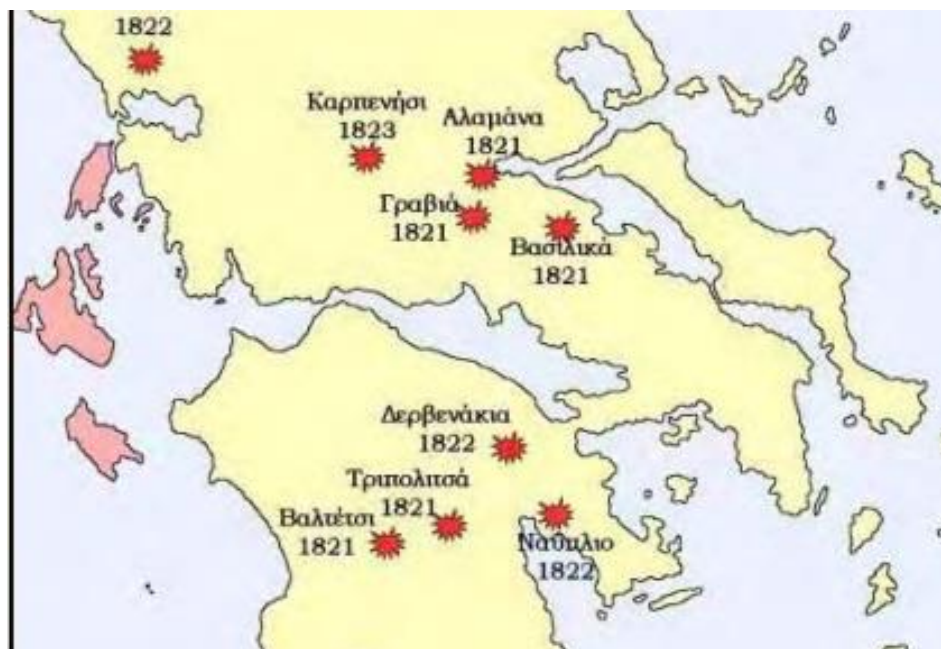 1822
Καρπενήσι
1823
Αλαμάνα
1821
Γραβιά
1821
Βασιλικά
1821
Δερβενάκια
1822
Τριπολιτσά
1821
Βαλτέτσι
1821
Ναύπλιο
1822